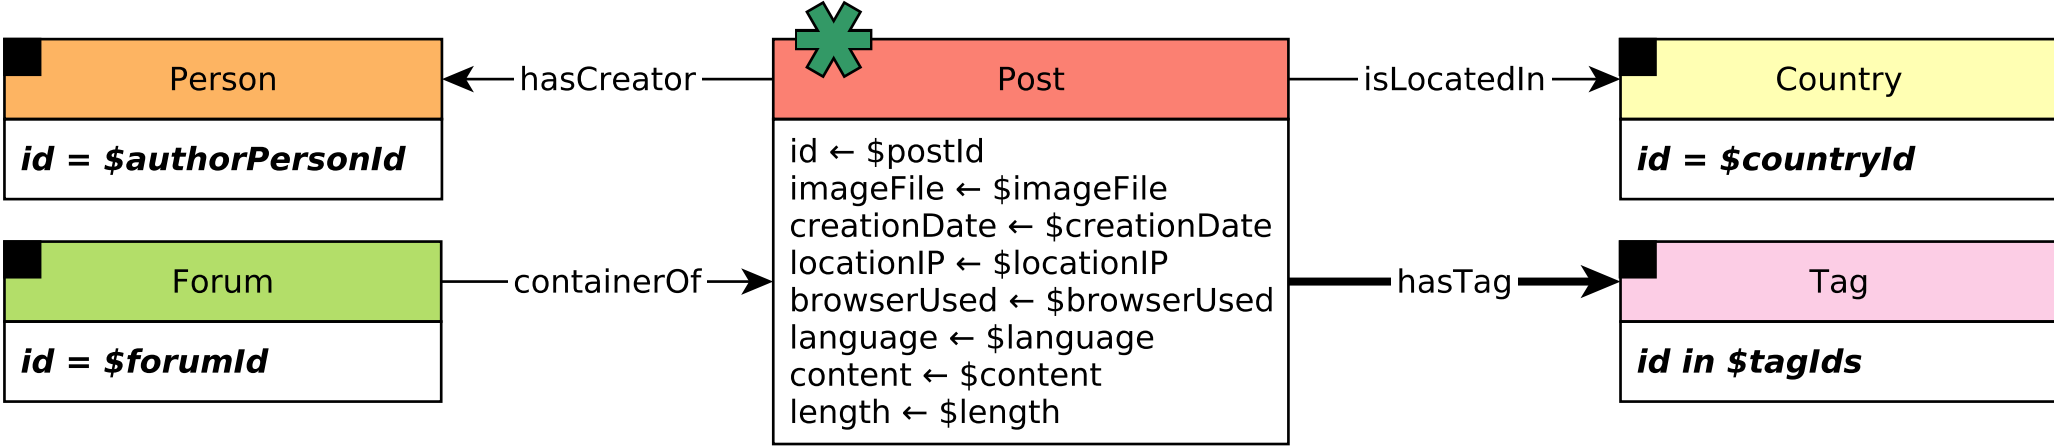 Person
id = $authorPersonId
hasCreator
Forum
id = $forumId
containerOf
Post
id ← $postId
imageFile ← $imageFile
creationDate ← $creationDate
locationIP ← $locationIP
browserUsed ← $browserUsed
language ← $language
content ← $content
length ← $length
isLocatedIn
Country
id = $countryId
hasTag
Tag
id in $tagIds